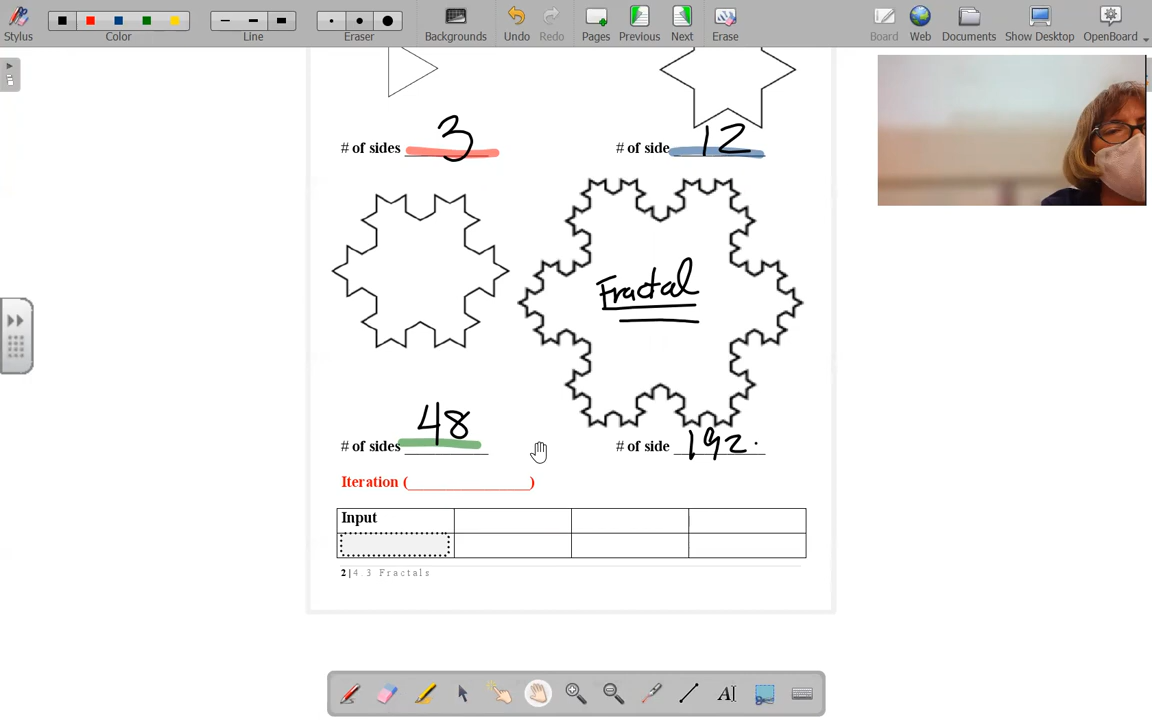 Stylus Color Line Eraser Backgrounds Undo Redo Pages Previous Next Erase Board Web Documents Show Desktop OpenBoard
# of sides 3 # of side 12
Fractal
# of sides 48 # of side 192
Iteration (________________)
Input
2|4.3 Fractals